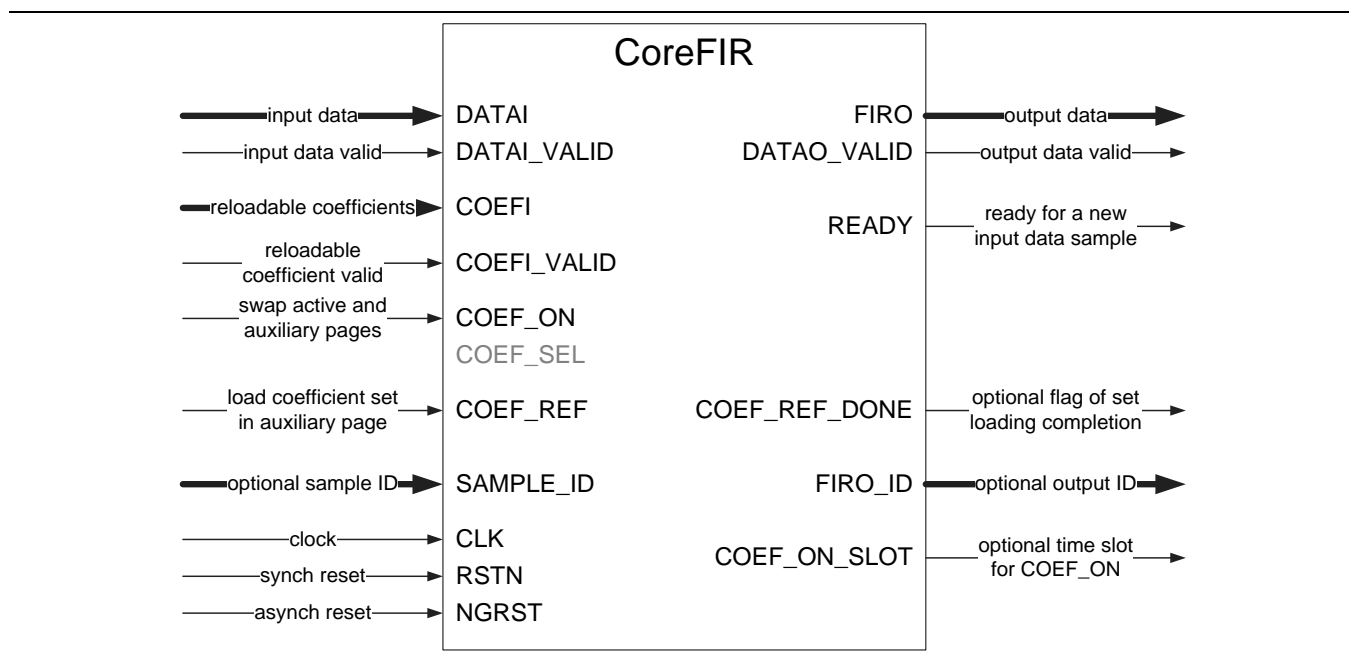 CoreFIR
input data DATAI FIRO output data
input data valid DATAI_VALID DATAO_VALID output data valid
reloadable coefficients COEFI
READY
ready for a new
input data sample
reloadable
coefficient valid
COEFI_VALID
swap active and
auxiliary pages
COEF_ON
COEF_SEL
load coefficient set
in auxiliary page
COEF_REF
COEF_REF_DONE
optional flag of set
loading completion
optional sample ID SAMPLE_ID FIRO_ID optional output ID
clock CLK
COEF_ON_SLOT
optional time slot
for COEF_ON
synch reset RSTN
asynch reset NGRST